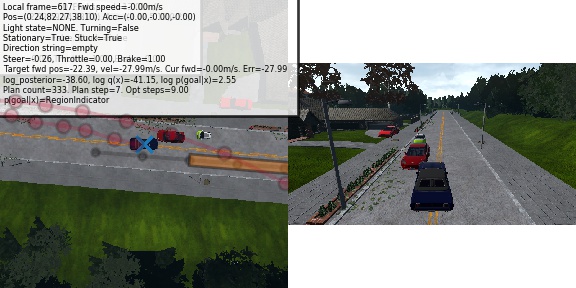 Local frame=617. Fwd speed=-0.00m/s
Pos=(0.24,82.27;38.10). Acc=(-0.00,-0.00,-0.00)
Light state=NONE. Turning=False
Stationary=True. Stuck=True
Direction string=empty
Steer=-0.26, Throttle=0.00, Brake=1.00
Target fwd pos=-22.39, vel=-27.99m/s. Cur fwd=-0.00m/s. Err=-27.99
log_posterior=-38.60, log q(x)=-41.15, log p(goal|x)=2.55
Plan count=333. Plan step=7. Opt steps=9.00
p(goal|x)=RegionIndicator